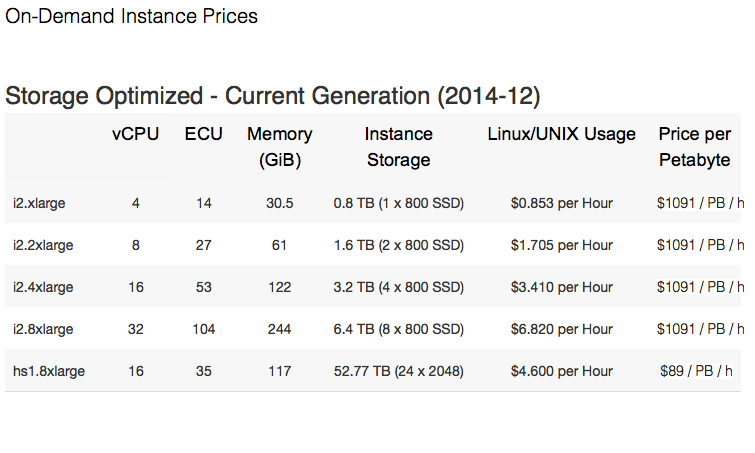 On-Demand Instance Prices
Storage Optimized - Current Generation (2014-12)
vCPU ECU Memory (GiB) Instance Storage Linux/UNIX Usage Price per Petabyte
i2.xlarge 4 14 30.5 0.8 TB (1 x 800 SSD) $0.853 per Hour $1091 / PB / h
i2.2xlarge 8 27 61 1.6 TB (2 x 800 SSD) $1.705 per Hour $1091 / PB / h
i2.4xlarge 16 53 122 3.2 TB (4 x 800 SSD) $3.410 per Hour $1091 / PB / h
i2.8xlarge 32 104 244 6.4 TB (8 x 800 SSD) $6.820 per Hour $1091 / PB / h
hs1.8xlarge 16 35 117 52.77 TB (24 x 2048) $4.600 per Hour $89 / PB / h